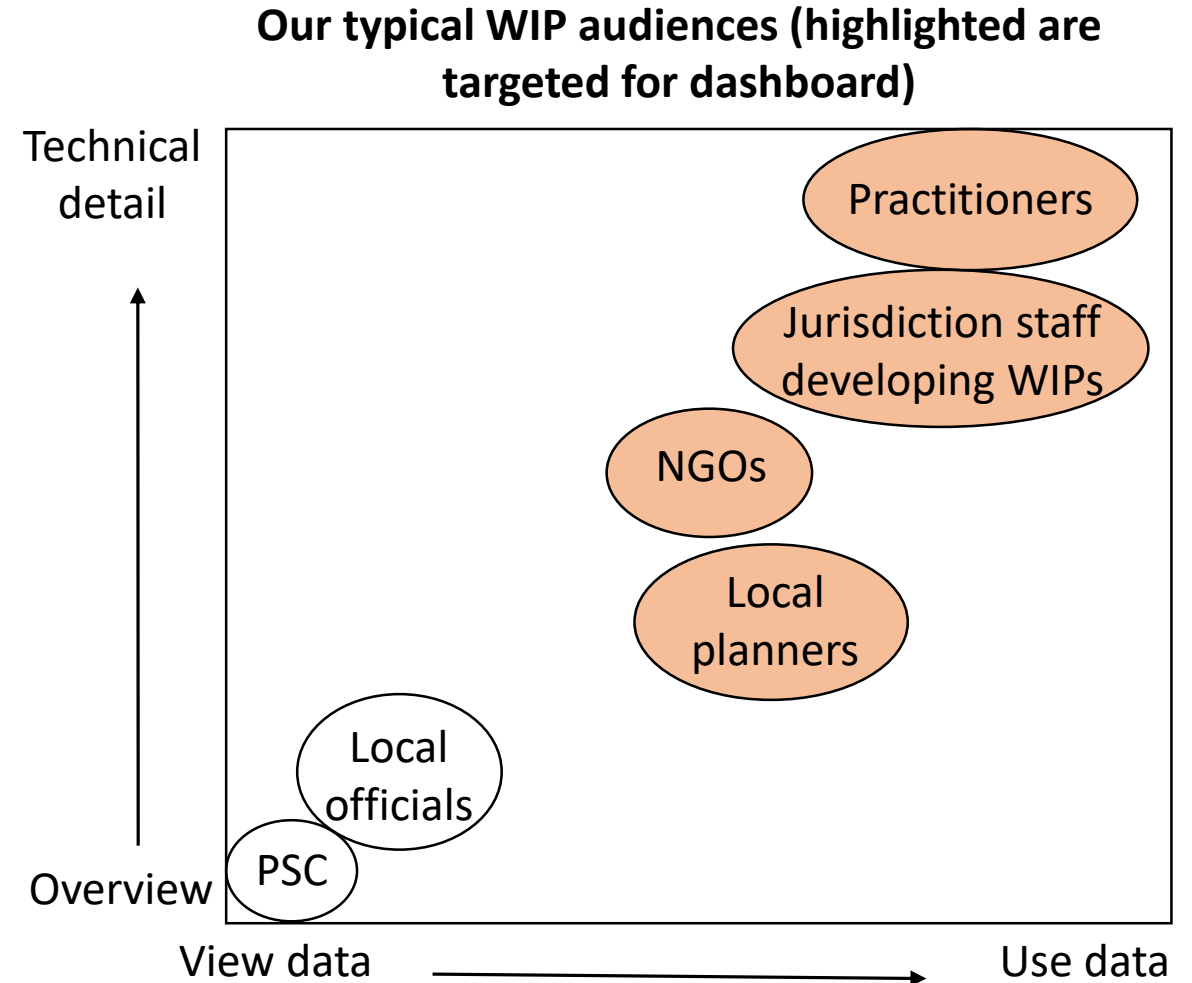 Our typical WIP audiences (highlighted are
targeted for dashboard)
Technical
detail
Practitioners
Jurisdiction staff
developing WIPs
NGOs
Local
planners
Local
officials
PSC
Overview
View data
Use data